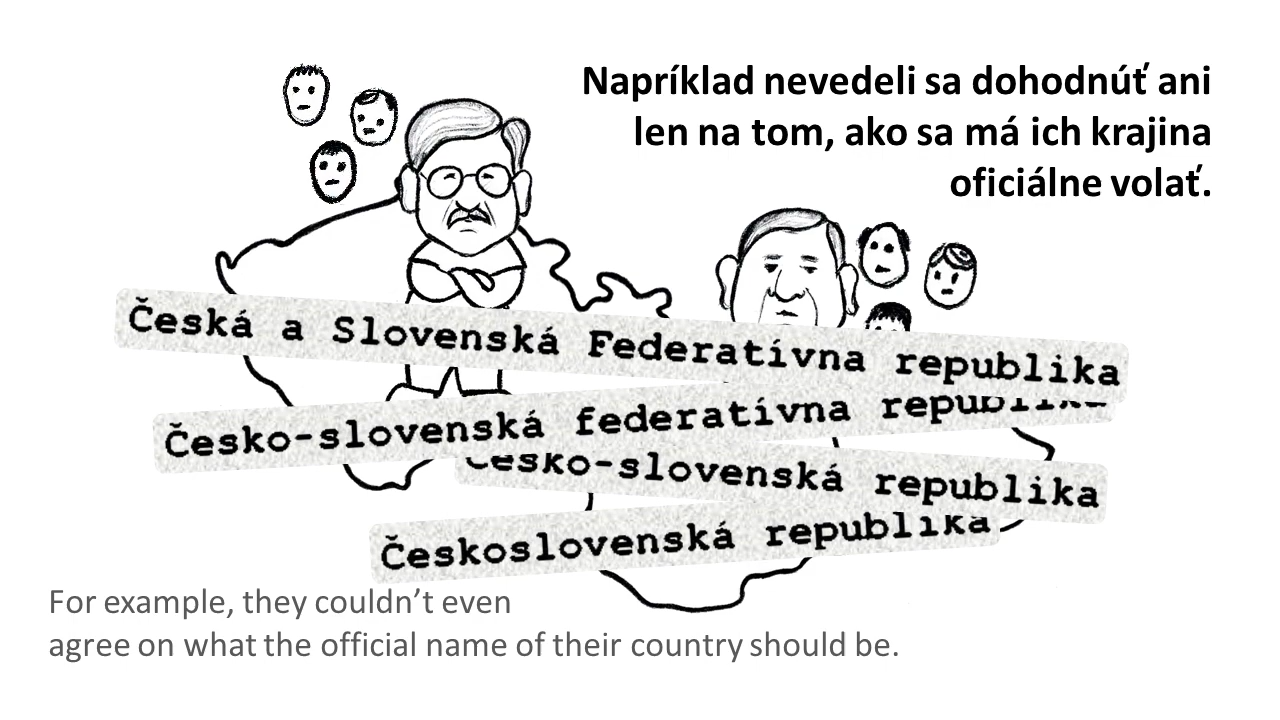 Napríklad nevedeli sa dohodnúť ani
len na tom, ako sa má ich krajina
oficiálne volať.
Česká a Slovenská Federatívna republika
Česko-slovenská federatívna republika
Česko-slovenská republika
Československá republika
For example, they couldn’t even
agree on what the official name of their country should be.